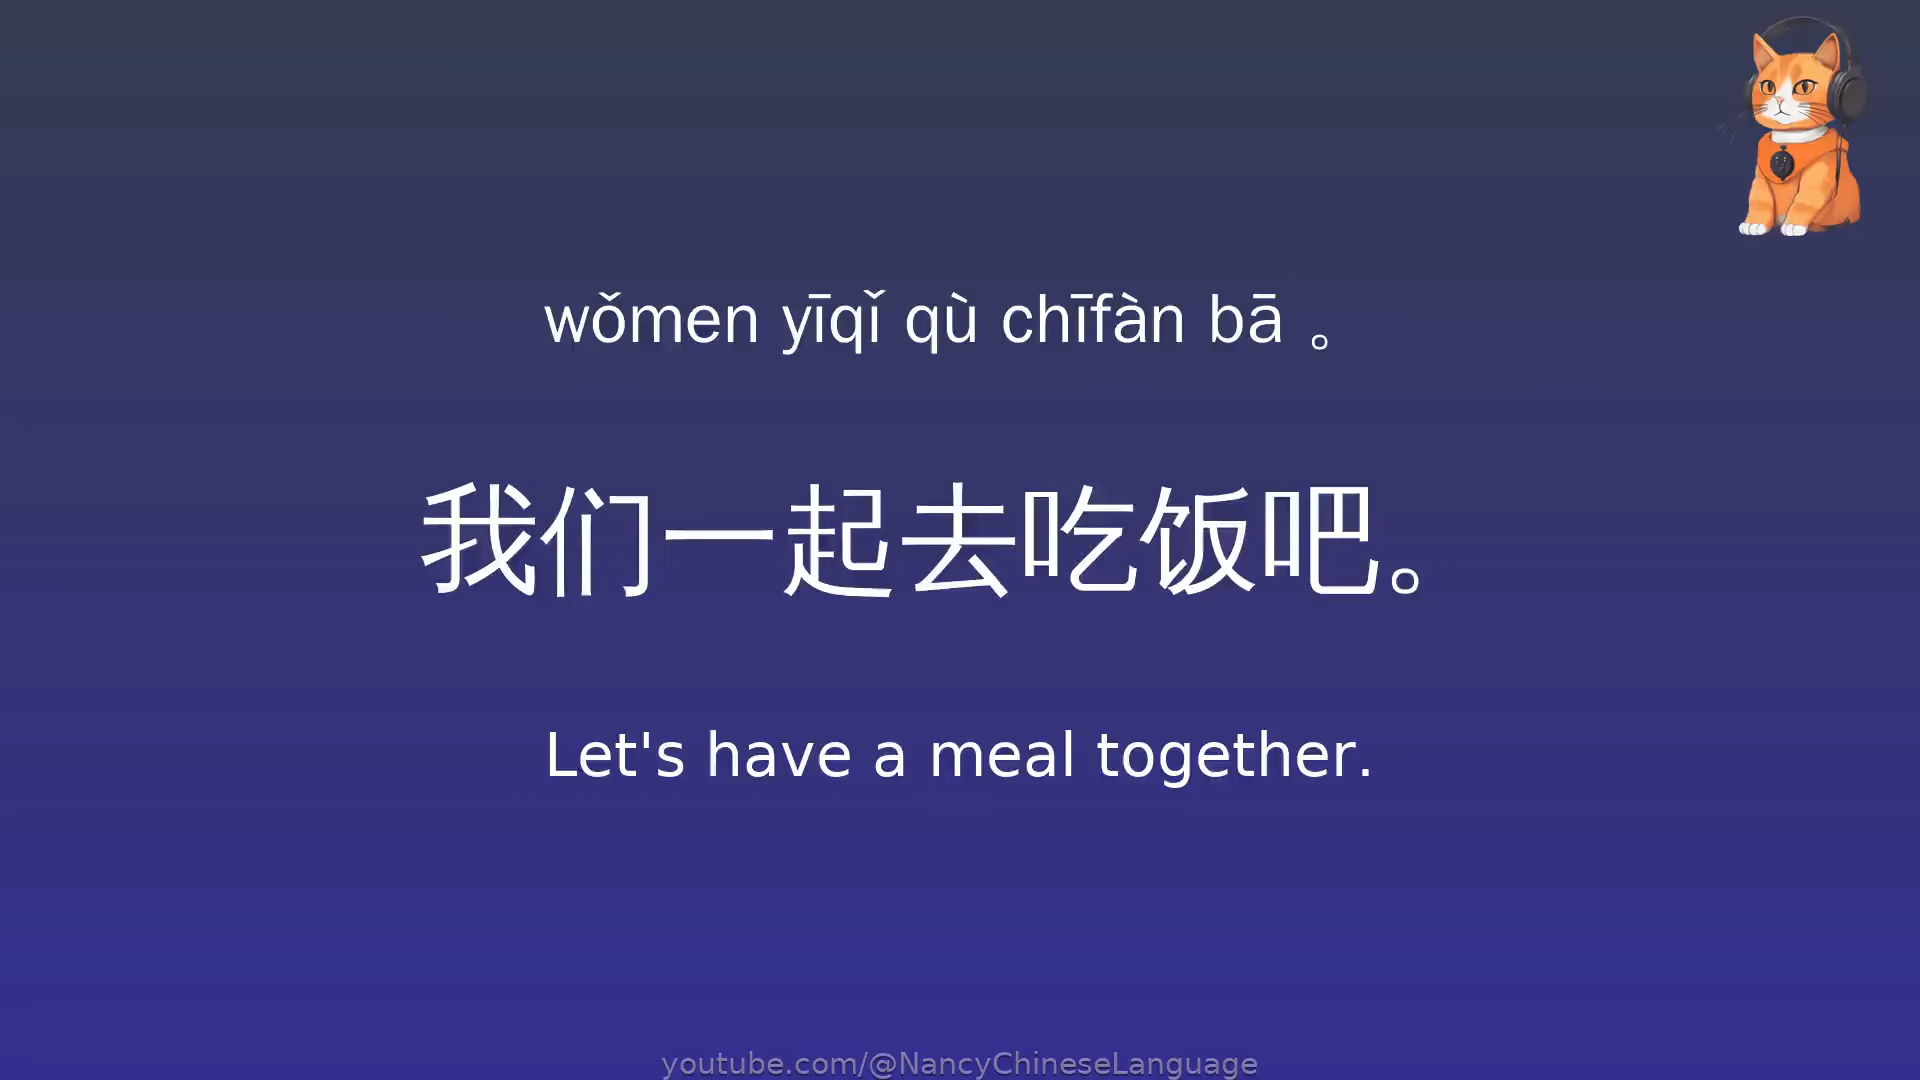 wǒmen yīqǐ qù chīfàn bā 。
我们一起去吃饭吧。
Let's have a meal together.
youtube.com/@NancyChineseLanguage